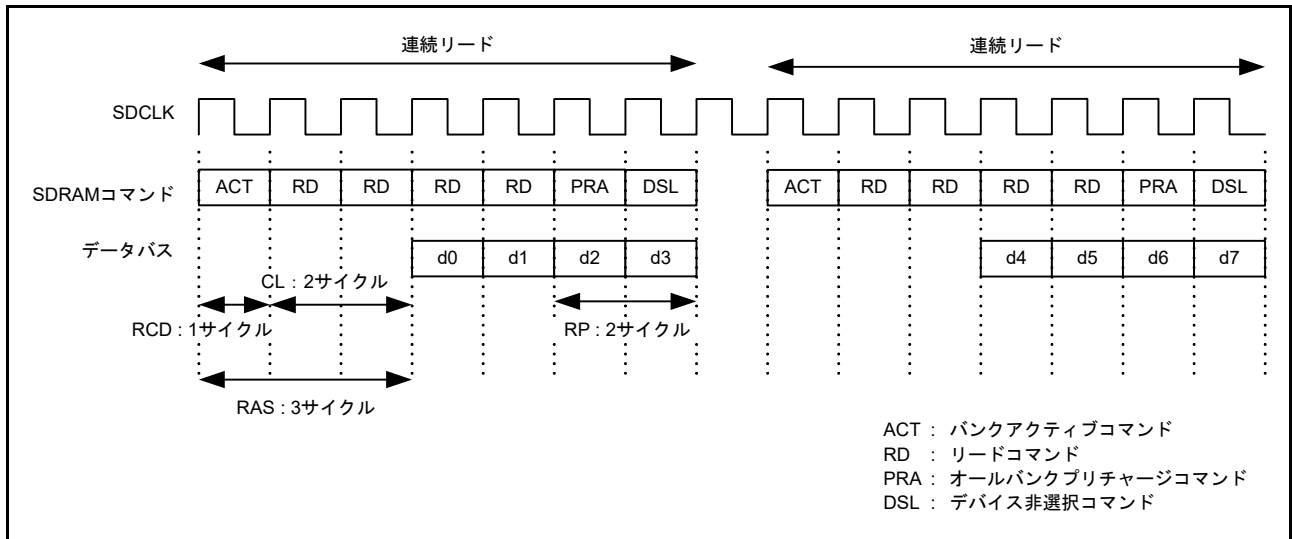 連続リード 連続リード
SDCLK
SDRAMコマンド ACT RD RD RD RD PRA DSL ACT RD RD RD RD PRA DSL
データバス d0 d1 d2 d3 d4 d5 d6 d7
CL : 2サイクル
RCD : 1サイクル RP : 2サイクル
RAS : 3サイクル
ACT : バンクアクティブコマンド
RD : リードコマンド
PRA : オールバンクプリチャージコマンド
DSL : デバイス非選択コマンド